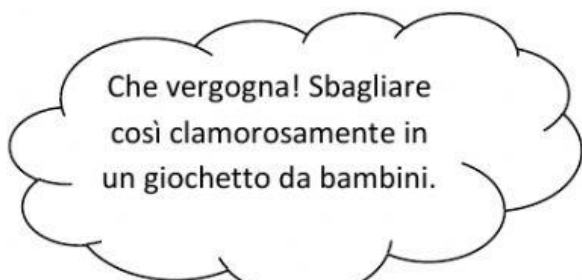 Che vergogna! Sbagliare
così clamorosamente in
un giochetto da bambini.